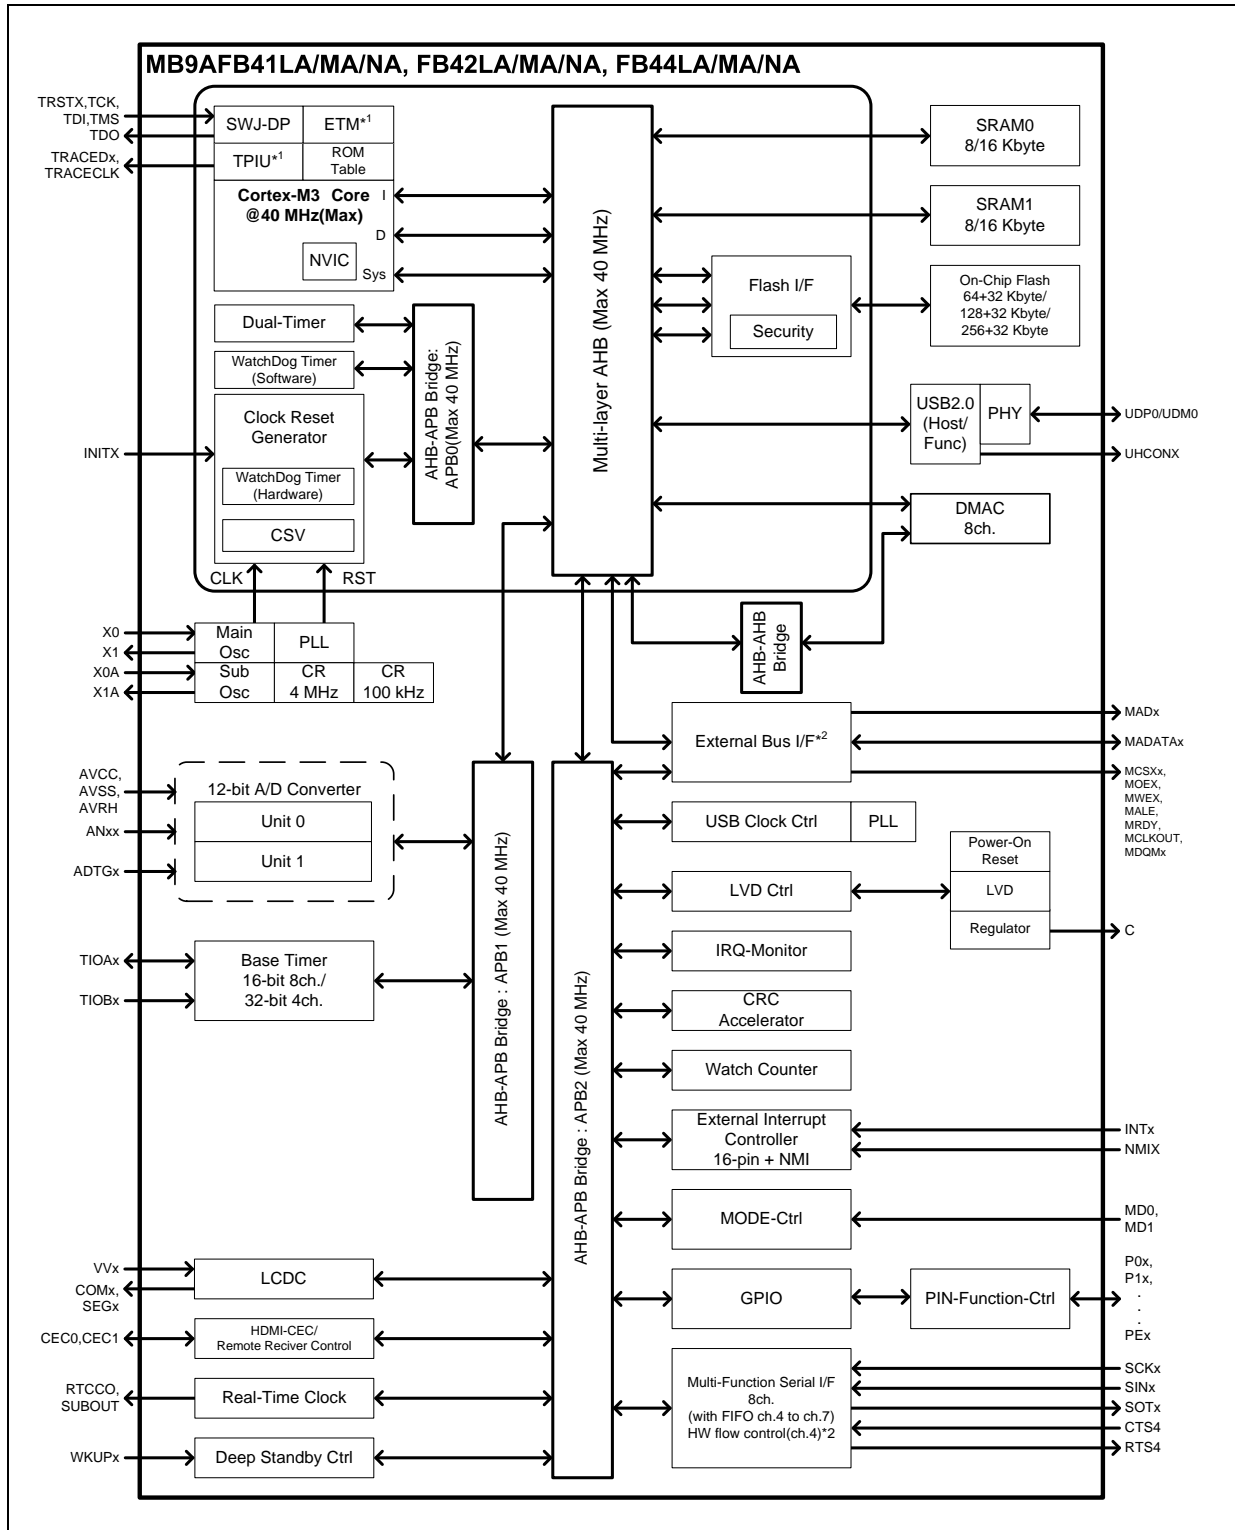 MB9AFB41LA/MA/NA, FB42LA/MA/NA, FB44LA/MA/NA
TRSTX,TCK,
TDI,TMS
TDO
TRACEDx,
TRACECLK
SWJ-DP
ETM*1
TPIU*1
ROM
Table
Cortex-M3 Core
@40 MHz(Max)
I
D
Sys
NVIC
Dual-Timer
WatchDog Timer
(Software)
Clock Reset
Generator
WatchDog Timer
(Hardware)
CSV
INITX
CLK
RST
AHB-APB Bridge:
APB0(Max 40 MHz)
Multi-layer AHB (Max 40 MHz)
Flash I/F
Security
SRAM0
8/16 Kbyte
SRAM1
8/16 Kbyte
On-Chip Flash
64+32 Kbyte/
128+32 Kbyte/
256+32 Kbyte
USB2.0
(Host/
Func)
PHY
UDP0/UDM0
UHCONX
DMAC
8ch.
AHB-AHB
Bridge
X0
X1
X0A
X1A
Main
Osc
PLL
Sub
Osc
CR
4 MHz
CR
100 kHz
AVCC,
AVSS,
AVRH
ANxx
ADTGx
12-bit A/D Converter
Unit 0
Unit 1
TIOAx
TIOBx
Base Timer
16-bit 8ch./
32-bit 4ch.
AHB-APB Bridge : APB1 (Max 40 MHz)
AHB-APB Bridge : APB2 (Max 40 MHz)
External Bus I/F*2
MADx
MADATAx
MCSXx,
MOEX,
MWEX,
MALE,
MRDY,
MCLKOUT,
MDQMx
USB Clock Ctrl
PLL
LVD Ctrl
Power-On
Reset
LVD
Regulator
C
IRQ-Monitor
CRC
Accelerator
Watch Counter
External Interrupt
Controller
16-pin + NMI
INTx
NMIX
MODE-Ctrl
MD0,
MD1
GPIO
PIN-Function-Ctrl
P0x,
P1x,
.
.
.
PEx
Multi-Function Serial I/F
8ch.
(with FIFO ch.4 to ch.7)
HW flow control(ch.4)*2
SCKx
SINx
SOTx
CTS4
RTS4
VVx
COMx,
SEGx
LCDC
CEC0,CEC1
HDMI-CEC/
Remote Reciver Control
RTCCO,
SUBOUT
Real-Time Clock
WKUPx
Deep Standby Ctrl